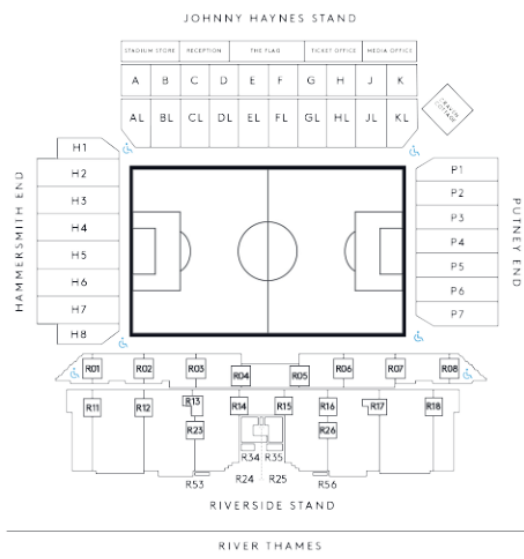 JOHNNY HAYNES STAND
STADIUM STORE RECEPTION THE FLAG TICKET OFFICE MEDIA OFFICE
A B C D E F G H J K
AL BL CL DL EL FL GL HL JL KL
CRAVEN COTTAGE
HAMMERSMITH END
H1
H2
H3
H4
H5
H6
H7
H8
P1
P2
P3
P4
P5
P6
P7
PUTNEY END
R01 R02 R03 R04 R05 R06 R07 R08
R11 R12 R13 R14 R15 R16 R17 R18
R23 R26
R34 R35
R53 R24 R25 R56
RIVERSIDE STAND
RIVER THAMES